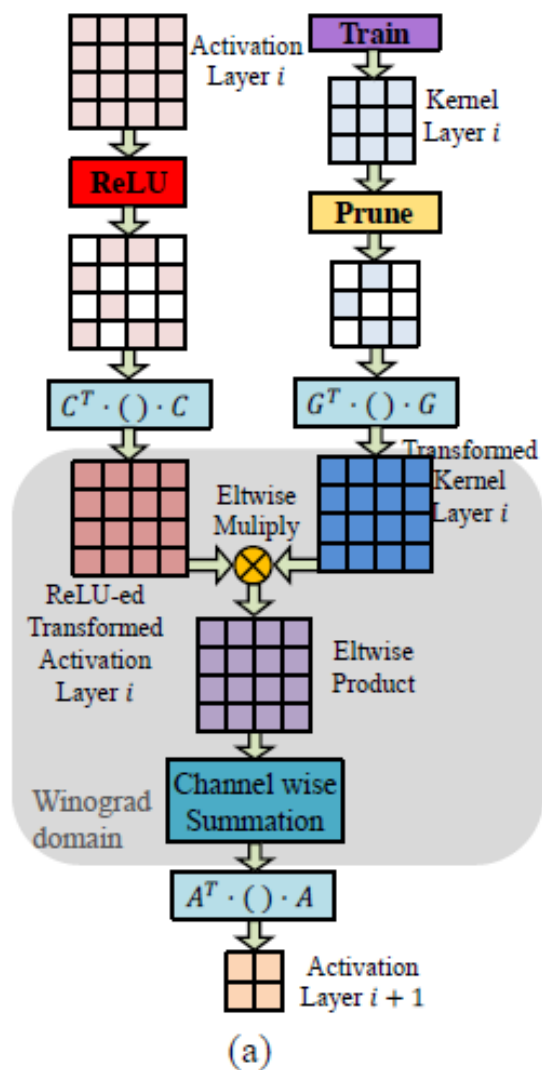 Activation
Layer i
Train
Kernel
Layer i
ReLU
Prune
C^T · ( ) · C
G^T · ( ) · G
Transformed
Kernel
Layer i
Eltwise
Muliply
ReLU-ed
Transformed
Activation
Layer i
Eltwise
Product
Channel wise
Summation
Winograd
domain
A^T · ( ) · A
Activation
Layer i + 1
(a)